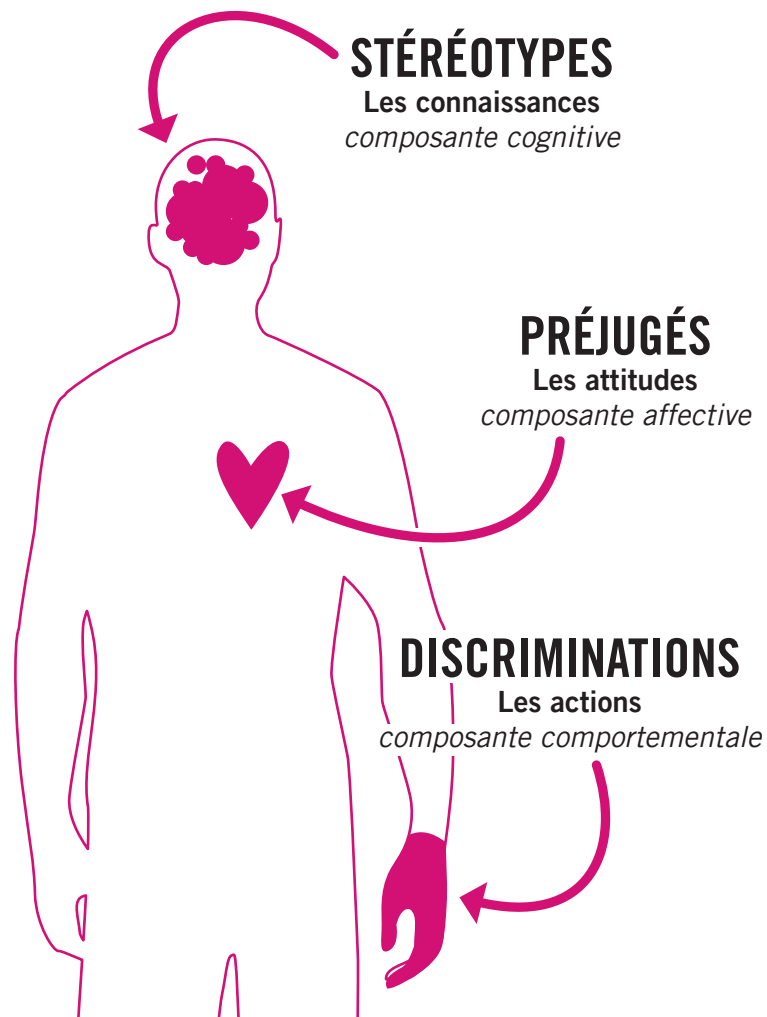 STÉRÉOTYPES
Les connaissances
composante cognitive
PRÉJUGÉS
Les attitudes
composante affective
DISCRIMINATIONS
Les actions
composante comportementale